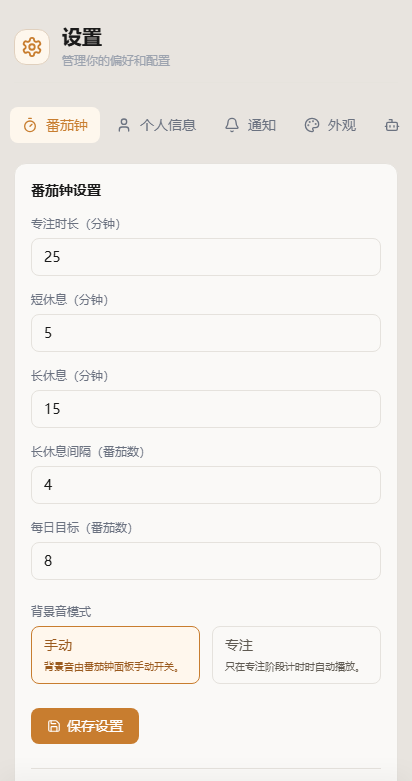 设置
管理你的偏好和配置
番茄钟 个人信息 通知 外观
番茄钟设置
专注时长（分钟）
25
短休息（分钟）
5
长休息（分钟）
15
长休息间隔（番茄数）
4
每日目标（番茄数）
8
背景音模式
手动
背景音由番茄钟面板手动开关。
专注
只在专注阶段计时时自动播放。
保存设置